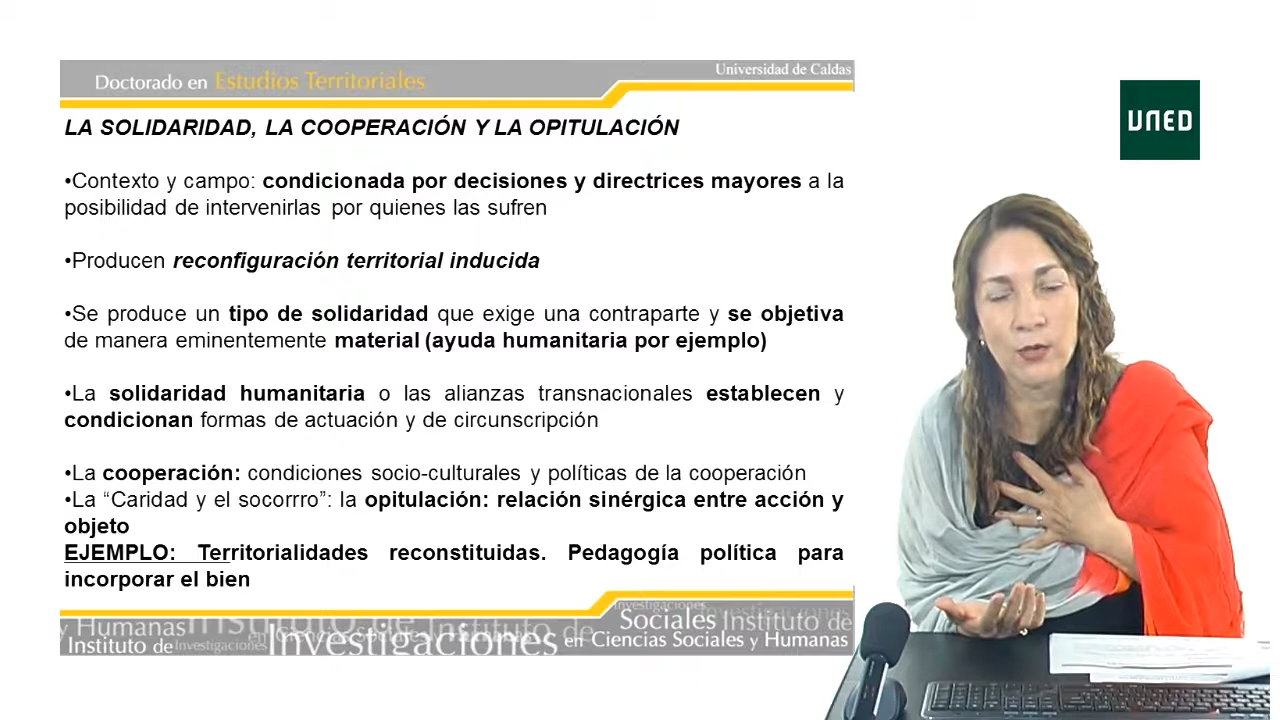 Doctorado en Estudios Territoriales
Universidad de Caldas
UNED
LA SOLIDARIDAD, LA COOPERACIÓN Y LA OPITULACIÓN
•Contexto y campo: condicionada por decisiones y directrices mayores a la
posibilidad de intervenirlas por quienes las sufren
•Producen reconfiguración territorial inducida
•Se produce un tipo de solidaridad que exige una contraparte y se objetiva
de manera eminentemente material (ayuda humanitaria por ejemplo)
•La solidaridad humanitaria o las alianzas transnacionales establecen y
condicionan formas de actuación y de circunscripción
•La cooperación: condiciones socio-culturales y políticas de la cooperación
•La “Caridad y el socorrro”: la opitulación: relación sinérgica entre acción y
objeto
EJEMPLO: Territorialidades reconstituidas. Pedagogía política para
incorporar el bien
Investigaciones
y Humanas
Sociales Instituto de
Instituto de Investigaciones
Investigaciones en Ciencias Sociales y Humanas